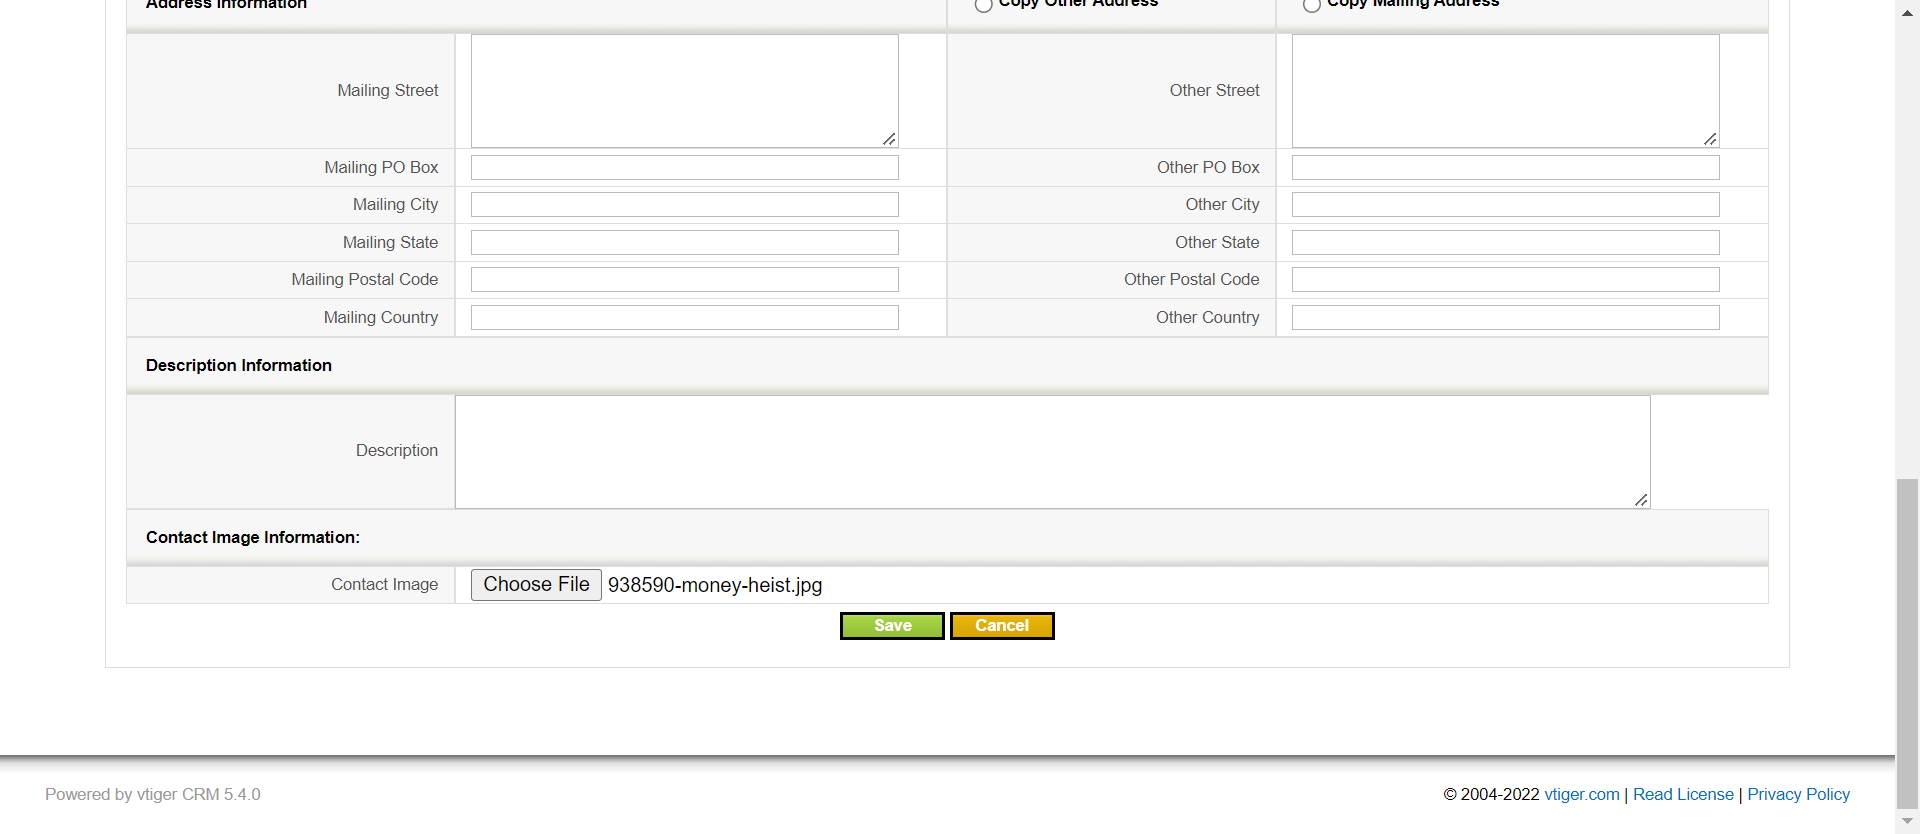 Address Information
Copy Other Address
Copy Mailing Address
Mailing Street
Other Street
Mailing PO Box
Other PO Box
Mailing City
Other City
Mailing State
Other State
Mailing Postal Code
Other Postal Code
Mailing Country
Other Country
Description Information
Description
Contact Image Information:
Contact Image
Choose File 938590-money-heist.jpg
Save
Cancel
Powered by vtiger CRM 5.4.0
© 2004-2022 vtiger.com | Read License | Privacy Policy